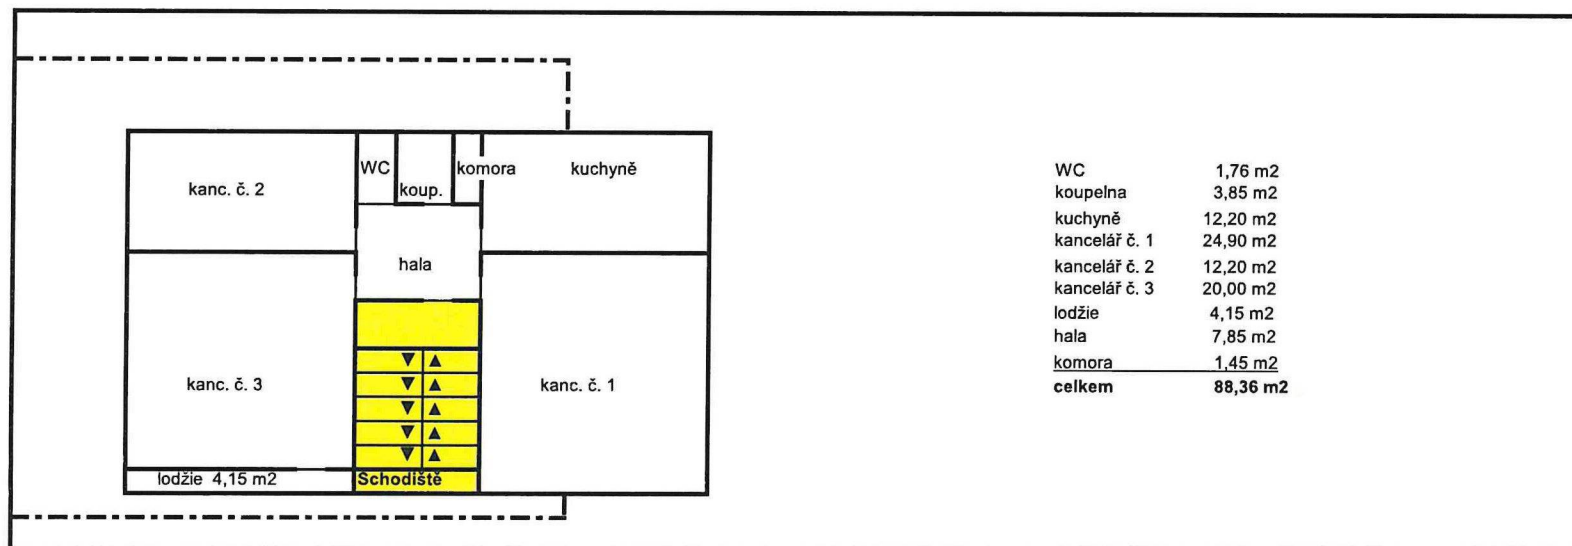 WC
komora
kuchyně
kanc. č. 2
koup.
hala
kanc. č. 3
kanc. č. 1
lodžie 4,15 m2
Schodiště
WC 1,76 m2
koupelna 3,85 m2
kuchyně 12,20 m2
kancelář č. 1 24,90 m2
kancelář č. 2 12,20 m2
kancelář č. 3 20,00 m2
lodžie 4,15 m2
hala 7,85 m2
komora 1,45 m2
celkem 88,36 m2